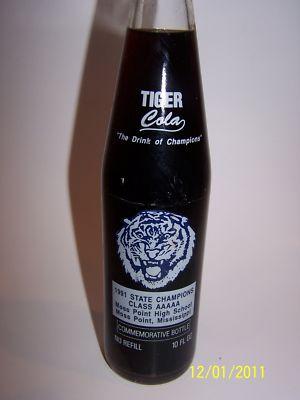 TIGER
Cola
"The Drink of Champions"
1991 STATE CHAMPIONS
CLASS AAAAA
Moss Point High School
Moss Point, Mississippi
COMMEMORATIVE BOTTLE
NO REFILL 10 FL OZ
12/01/2011